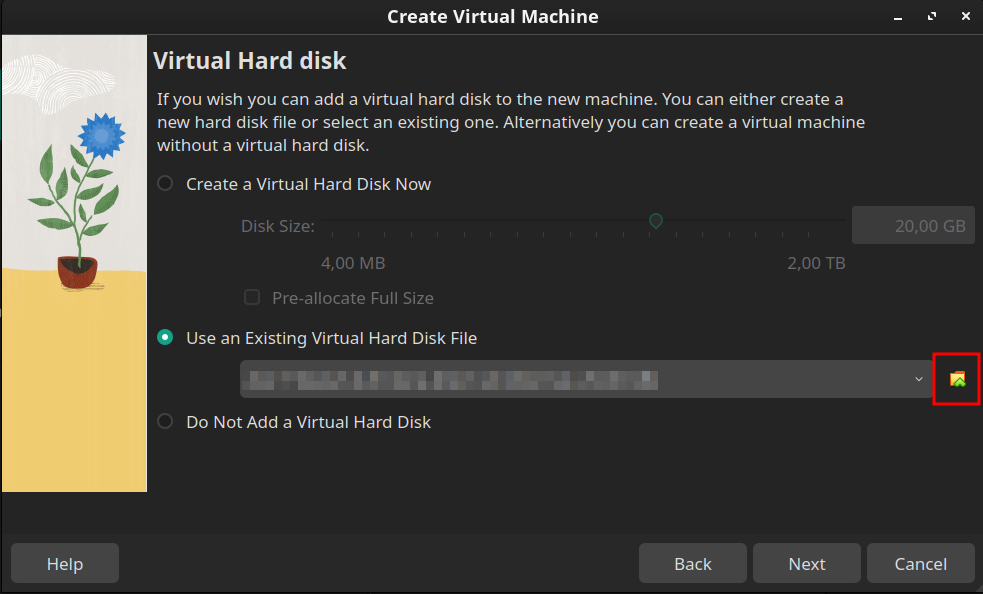 Create Virtual Machine
Virtual Hard disk
If you wish you can add a virtual hard disk to the new machine. You can either create a
new hard disk file or select an existing one. Alternatively you can create a virtual machine
without a virtual hard disk.
Create a Virtual Hard Disk Now
Disk Size:
20,00 GB
4,00 MB
2,00 TB
Pre-allocate Full Size
Use an Existing Virtual Hard Disk File
Do Not Add a Virtual Hard Disk
Help
Back
Next
Cancel